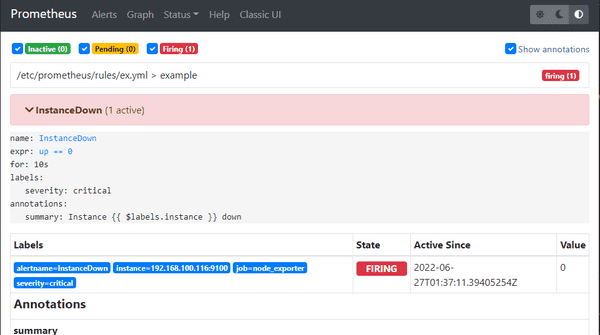 Prometheus Alerts Graph Status Help Classic UI
Inactive (0) Pending (0) Firing (1) Show annotations
/etc/prometheus/rules/ex.yml > example firing (1)
InstanceDown (1 active)
name: InstanceDown
expr: up == 0
for: 10s
labels:
severity: critical
annotations:
summary: Instance {{ $labels.instance }} down
Labels State Active Since Value
alertname=InstanceDown instance=192.168.100.116:9100 job=node_exporter FIRING 2022-06- 0
severity=critical 27T01:37:11.39405254Z
Annotations
summary